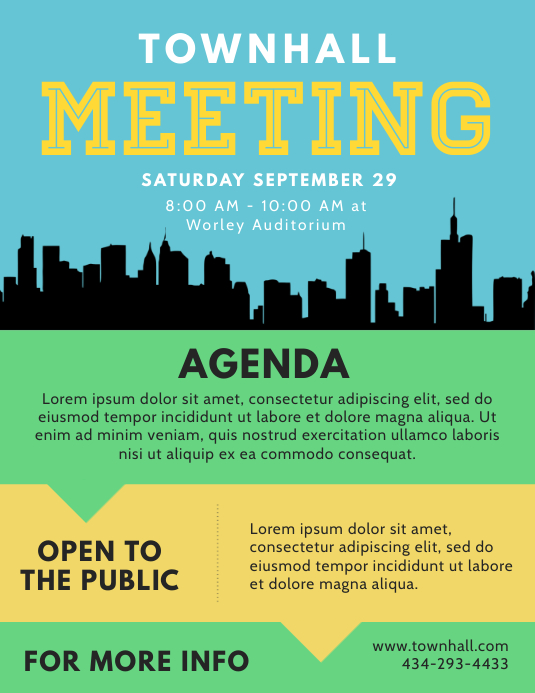 TOWNHALL
MEETING
SATURDAY SEPTEMBER 29
8:00 AM - 10:00 AM at
Worley Auditorium
AGENDA
Lorem ipsum dolor sit amet, consectetur adipiscing elit, sed do
eiusmod tempor incididunt ut labore et dolore magna aliqua. Ut
enim ad minim veniam, quis nostrud exercitation ullamco laboris
nisi ut aliquip ex ea commodo consequat.
OPEN TO
THE PUBLIC
Lorem ipsum dolor sit amet,
consectetur adipiscing elit, sed do
eiusmod tempor incididunt ut labore
et dolore magna aliqua.
FOR MORE INFO
www.townhall.com
434-293-4433